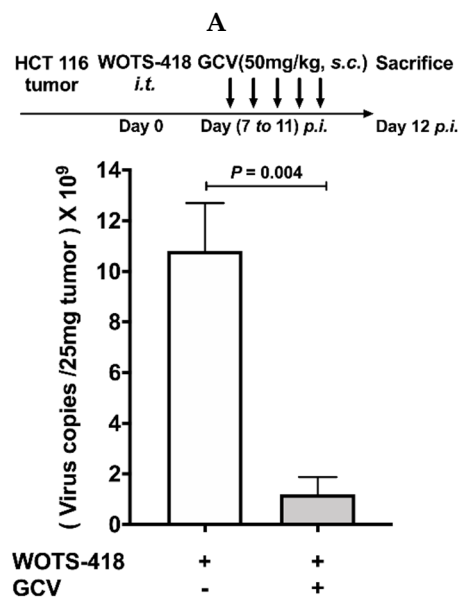 A
HCT 116 WOTS-418 GCV(50mg/kg, s.c.) Sacrifice
tumor i.t.
Day 0 Day (7 to 11) p.i. Day 12 p.i.
( Virus copies /25mg tumor ) X 10⁹
14
12
10
8
6
4
2
0
P = 0.004
WOTS-418 + +
GCV - +